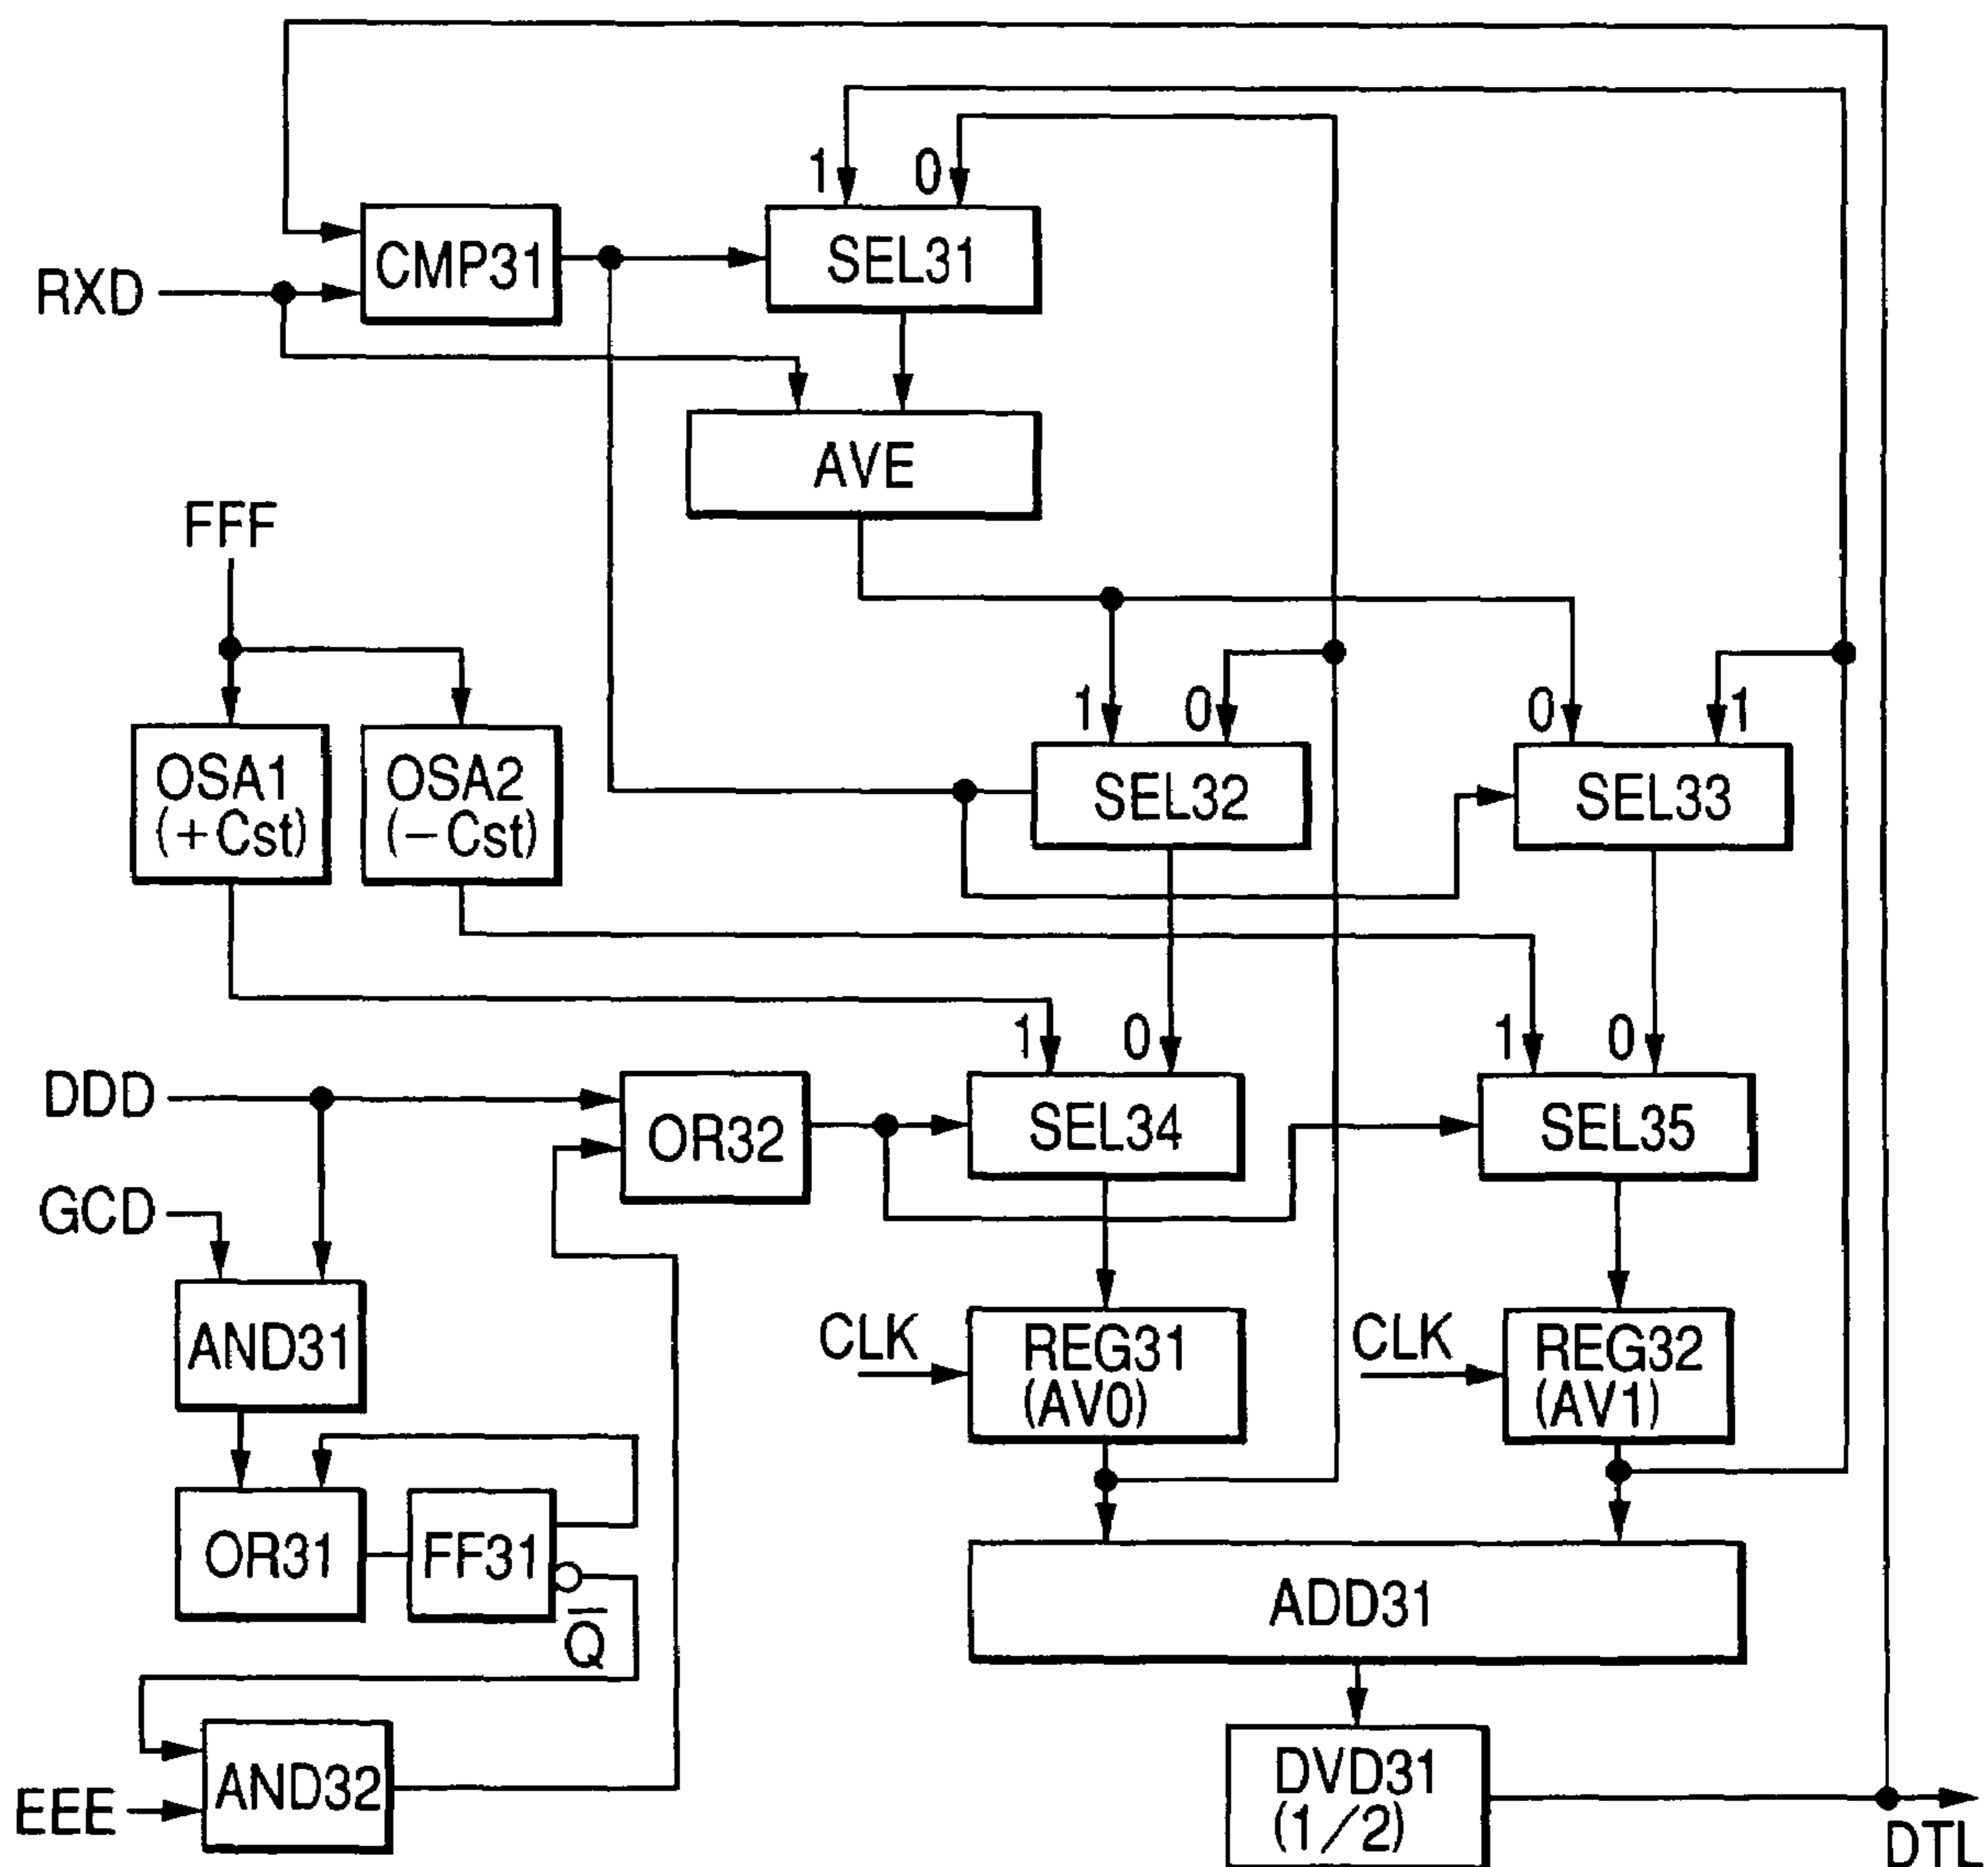 1 0
CMP31
SEL31
RXD
AVE
FFF
1 0 0 1
OSA1
(+Cst)
OSA2
(−Cst)
SEL32
SEL33
1 0 1 0
DDD
OR32
SEL34
SEL35
GCD
AND31
CLK
REG31
(AV0)
CLK
REG32
(AV1)
OR31
FF31
Q̅
ADD31
AND32
EEE
DVD31
(1/2)
DTL